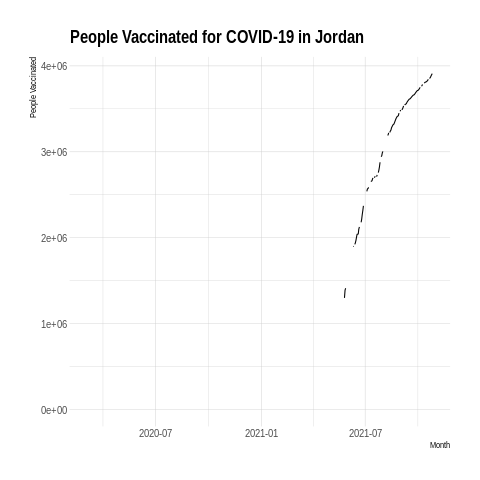 People Vaccinated for COVID-19 in Jordan
People Vaccinated
4e+06
3e+06
2e+06
1e+06
0e+00
2020-07 2021-01 2021-07
Month